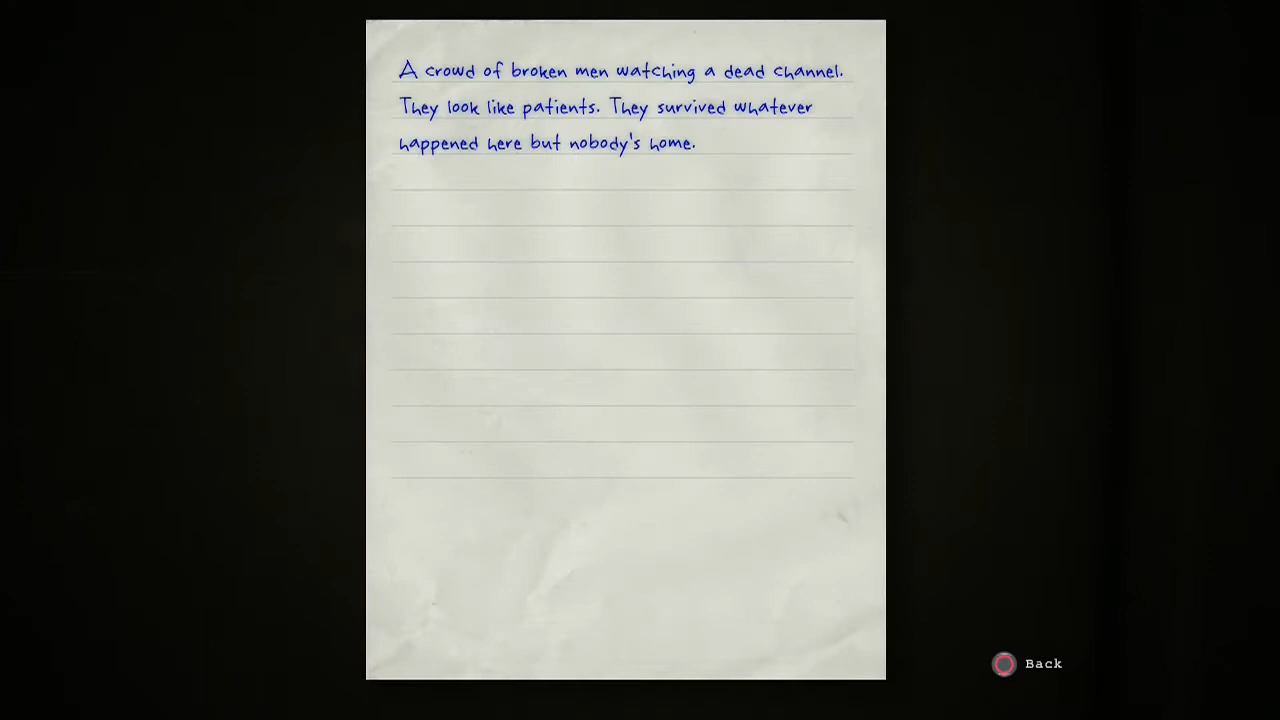 A crowd of broken men watching a dead channel.
They look like patients. They survived whatever
happened here but nobody's home.
Back